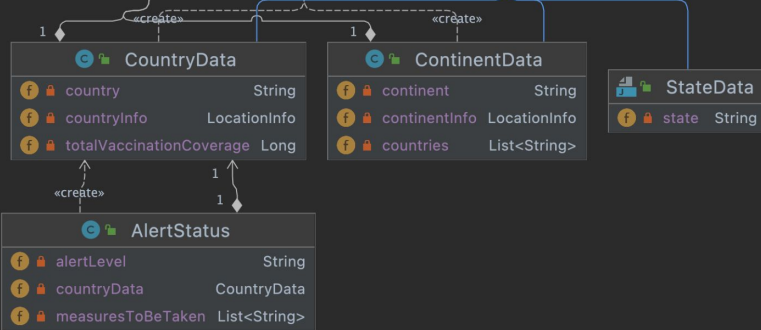 «create»
«create»
1
1
CountryData
country String
countryInfo LocationInfo
totalVaccinationCoverage Long
ContinentData
continent String
continentInfo LocationInfo
countries List<String>
StateData
state String
1
«create»
1
AlertStatus
alertLevel String
countryData CountryData
measuresToBeTaken List<String>